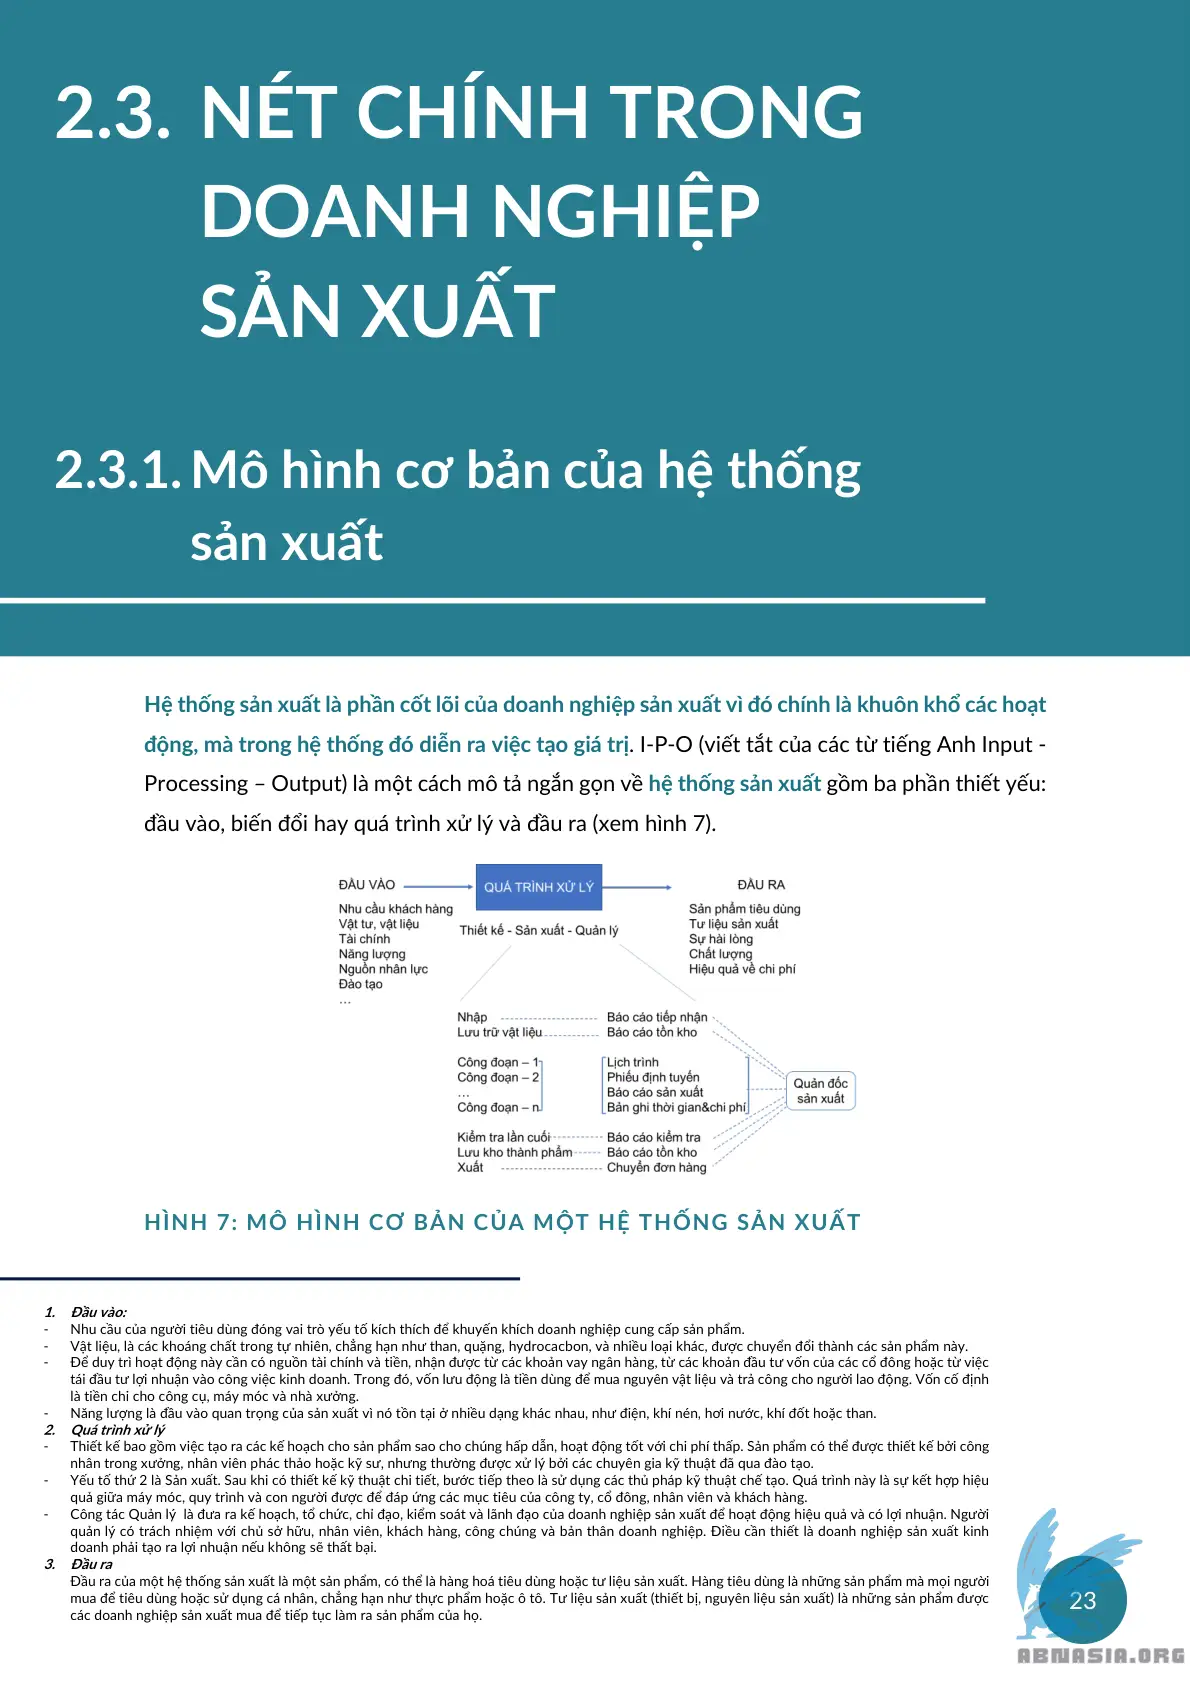 2.3. NÉT CHÍNH TRONG
DOANH NGHIỆP
SẢN XUẤT
2.3.1. Mô hình cơ bản của hệ thống
sản xuất
Hệ thống sản xuất là phần cốt lõi của doanh nghiệp sản xuất vì đó chính là khuôn khổ các hoạt
động, mà trong hệ thống đó diễn ra việc tạo giá trị. I-P-O (viết tắt của các từ tiếng Anh Input -
Processing – Output) là một cách mô tả ngắn gọn về hệ thống sản xuất gồm ba phần thiết yếu:
đầu vào, biến đổi hay quá trình xử lý và đầu ra (xem hình 7).
ĐẦU VÀO
Nhu cầu khách hàng
Vật tư, vật liệu
Tài chính
Năng lượng
Nguồn nhân lực
Đào tạo
...
QUÁ TRÌNH XỬ LÝ
Thiết kế - Sản xuất - Quản lý
ĐẦU RA
Sản phẩm tiêu dùng
Tư liệu sản xuất
Sự hài lòng
Chất lượng
Hiệu quả về chi phí
Nhập
Báo cáo tiếp nhận
Lưu trữ vật liệu
Báo cáo tồn kho
Công đoạn – 1
Công đoạn – 2
...
Công đoạn – n
Lịch trình
Phiếu định tuyến
Báo cáo sản xuất
Bản ghi thời gian&chi phí
Quản đốc
sản xuất
Kiểm tra lần cuối
Báo cáo kiểm tra
Lưu kho thành phẩm
Báo cáo tồn kho
Xuất
Chuyển đơn hàng
HÌNH 7: MÔ HÌNH CƠ BẢN CỦA MỘT HỆ THỐNG SẢN XUẤT
1. Đầu vào:
- Nhu cầu của người tiêu dùng đóng vai trò yếu tố kích thích để khuyến khích doanh nghiệp cung cấp sản phẩm.
- Vật liệu, là các khoáng chất trong tự nhiên, chẳng hạn như than, quặng, hydrocacbon, và nhiều loại khác, được chuyển đổi thành các sản phẩm này.
- Để duy trì hoạt động này cần có nguồn tài chính và tiền, nhận được từ các khoản vay ngân hàng, từ các khoản đầu tư vốn của các cổ đông hoặc từ việc
tái đầu tư lợi nhuận vào công việc kinh doanh. Trong đó, vốn lưu động là tiền dùng để mua nguyên vật liệu và trả công cho người lao động. Vốn cố định
là tiền chi cho công cụ, máy móc và nhà xưởng.
- Năng lượng là đầu vào quan trọng của sản xuất vì nó tồn tại ở nhiều dạng khác nhau, như điện, khí nén, hơi nước, khí đốt hoặc than.
2. Quá trình xử lý
- Thiết kế bao gồm việc tạo ra các kế hoạch cho sản phẩm sao cho chúng hấp dẫn, hoạt động tốt với chi phí thấp. Sản phẩm có thể được thiết kế bởi công
nhân trong xưởng, nhân viên phác thảo hoặc kỹ sư, nhưng thường được xử lý bởi các chuyên gia kỹ thuật đã qua đào tạo.
- Yếu tố thứ 2 là Sản xuất. Sau khi có thiết kế kỹ thuật chi tiết, bước tiếp theo là sử dụng các thủ pháp kỹ thuật chế tạo. Quá trình này là sự kết hợp hiệu
quả giữa máy móc, quy trình và con người được để đáp ứng các mục tiêu của công ty, cổ đông, nhân viên và khách hàng.
- Công tác Quản lý là đưa ra kế hoạch, tổ chức, chỉ đạo, kiểm soát và lãnh đạo của doanh nghiệp sản xuất để hoạt động hiệu quả và có lợi nhuận. Người
quản lý có trách nhiệm với chủ sở hữu, nhân viên, khách hàng, công chúng và bản thân doanh nghiệp. Điều cần thiết là doanh nghiệp sản xuất kinh
doanh phải tạo ra lợi nhuận nếu không sẽ thất bại.
3. Đầu ra
Đầu ra của một hệ thống sản xuất là một sản phẩm, có thể là hàng hoá tiêu dùng hoặc tư liệu sản xuất. Hàng tiêu dùng là những sản phẩm mà mọi người
mua để tiêu dùng hoặc sử dụng cá nhân, chẳng hạn như thực phẩm hoặc ô tô. Tư liệu sản xuất (thiết bị, nguyên liệu sản xuất) là những sản phẩm được
các doanh nghiệp sản xuất mua để tiếp tục làm ra sản phẩm của họ.
23
ABNASIA.ORG